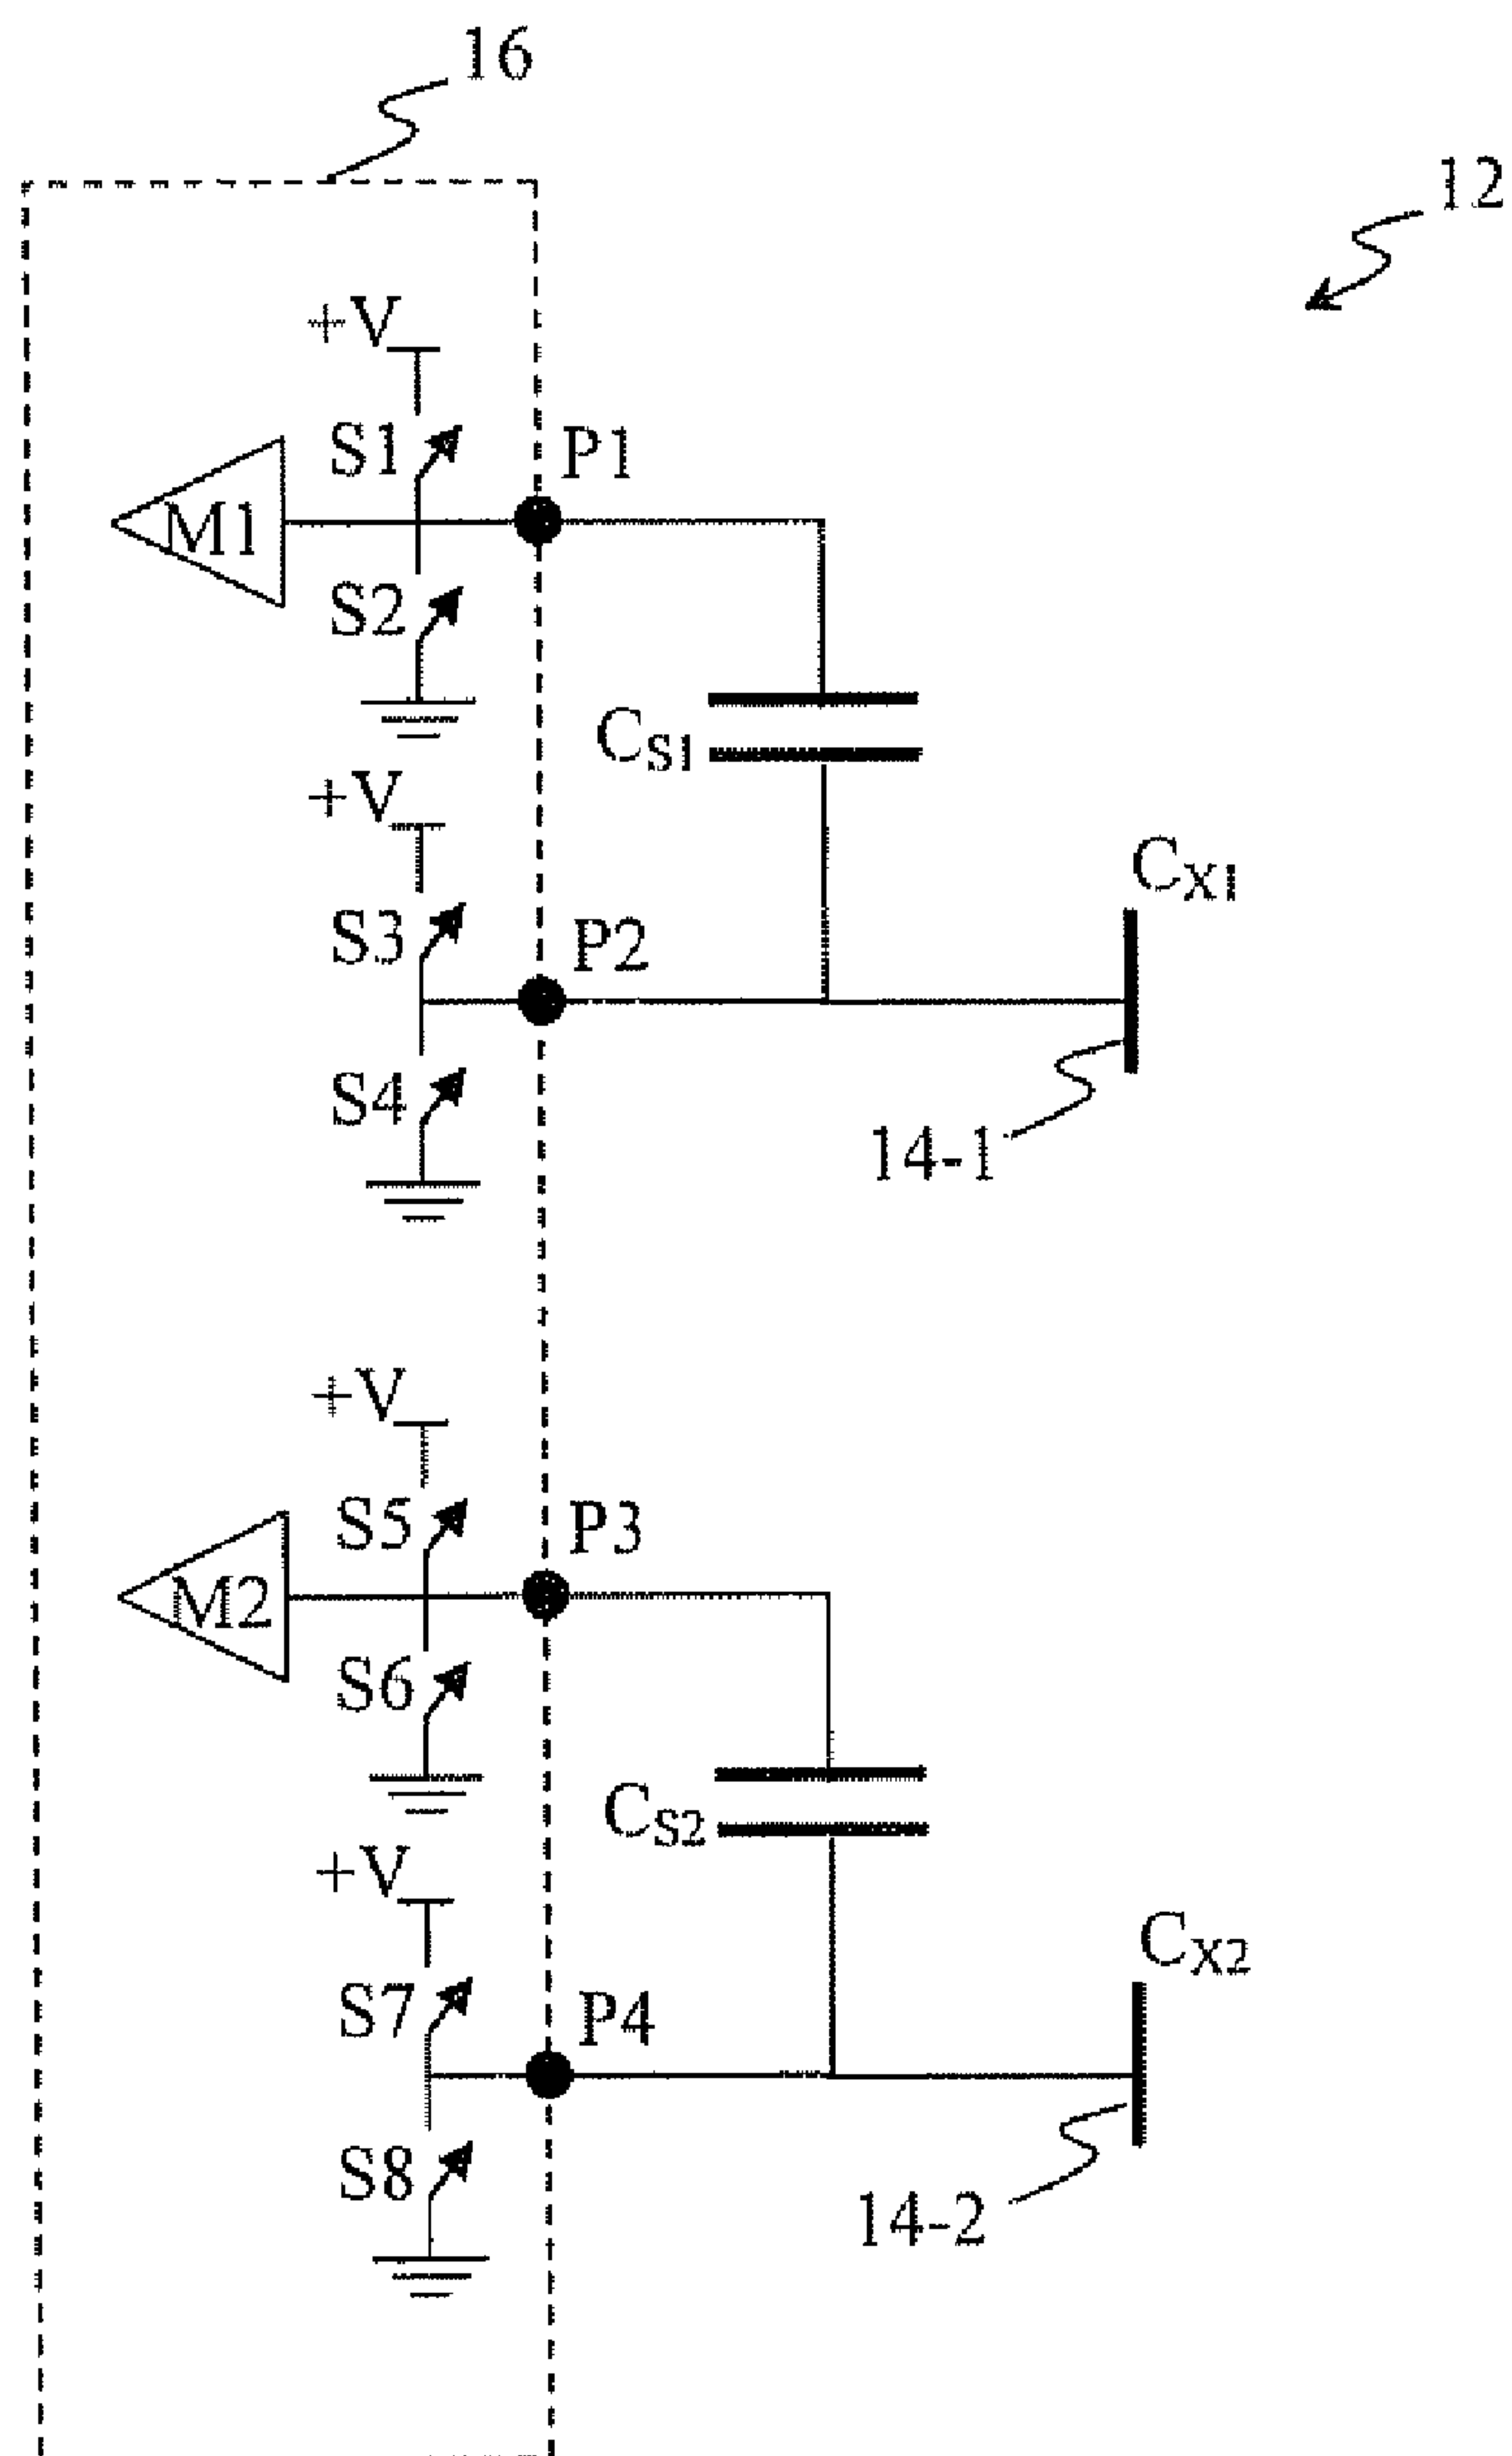 16
12
+V
S1
P1
M1
S2
CS1
+V
CX1
S3
P2
S4
14-1
+V
S5
P3
M2
S6
CS2
+V
CX2
S7
P4
S8
14-2